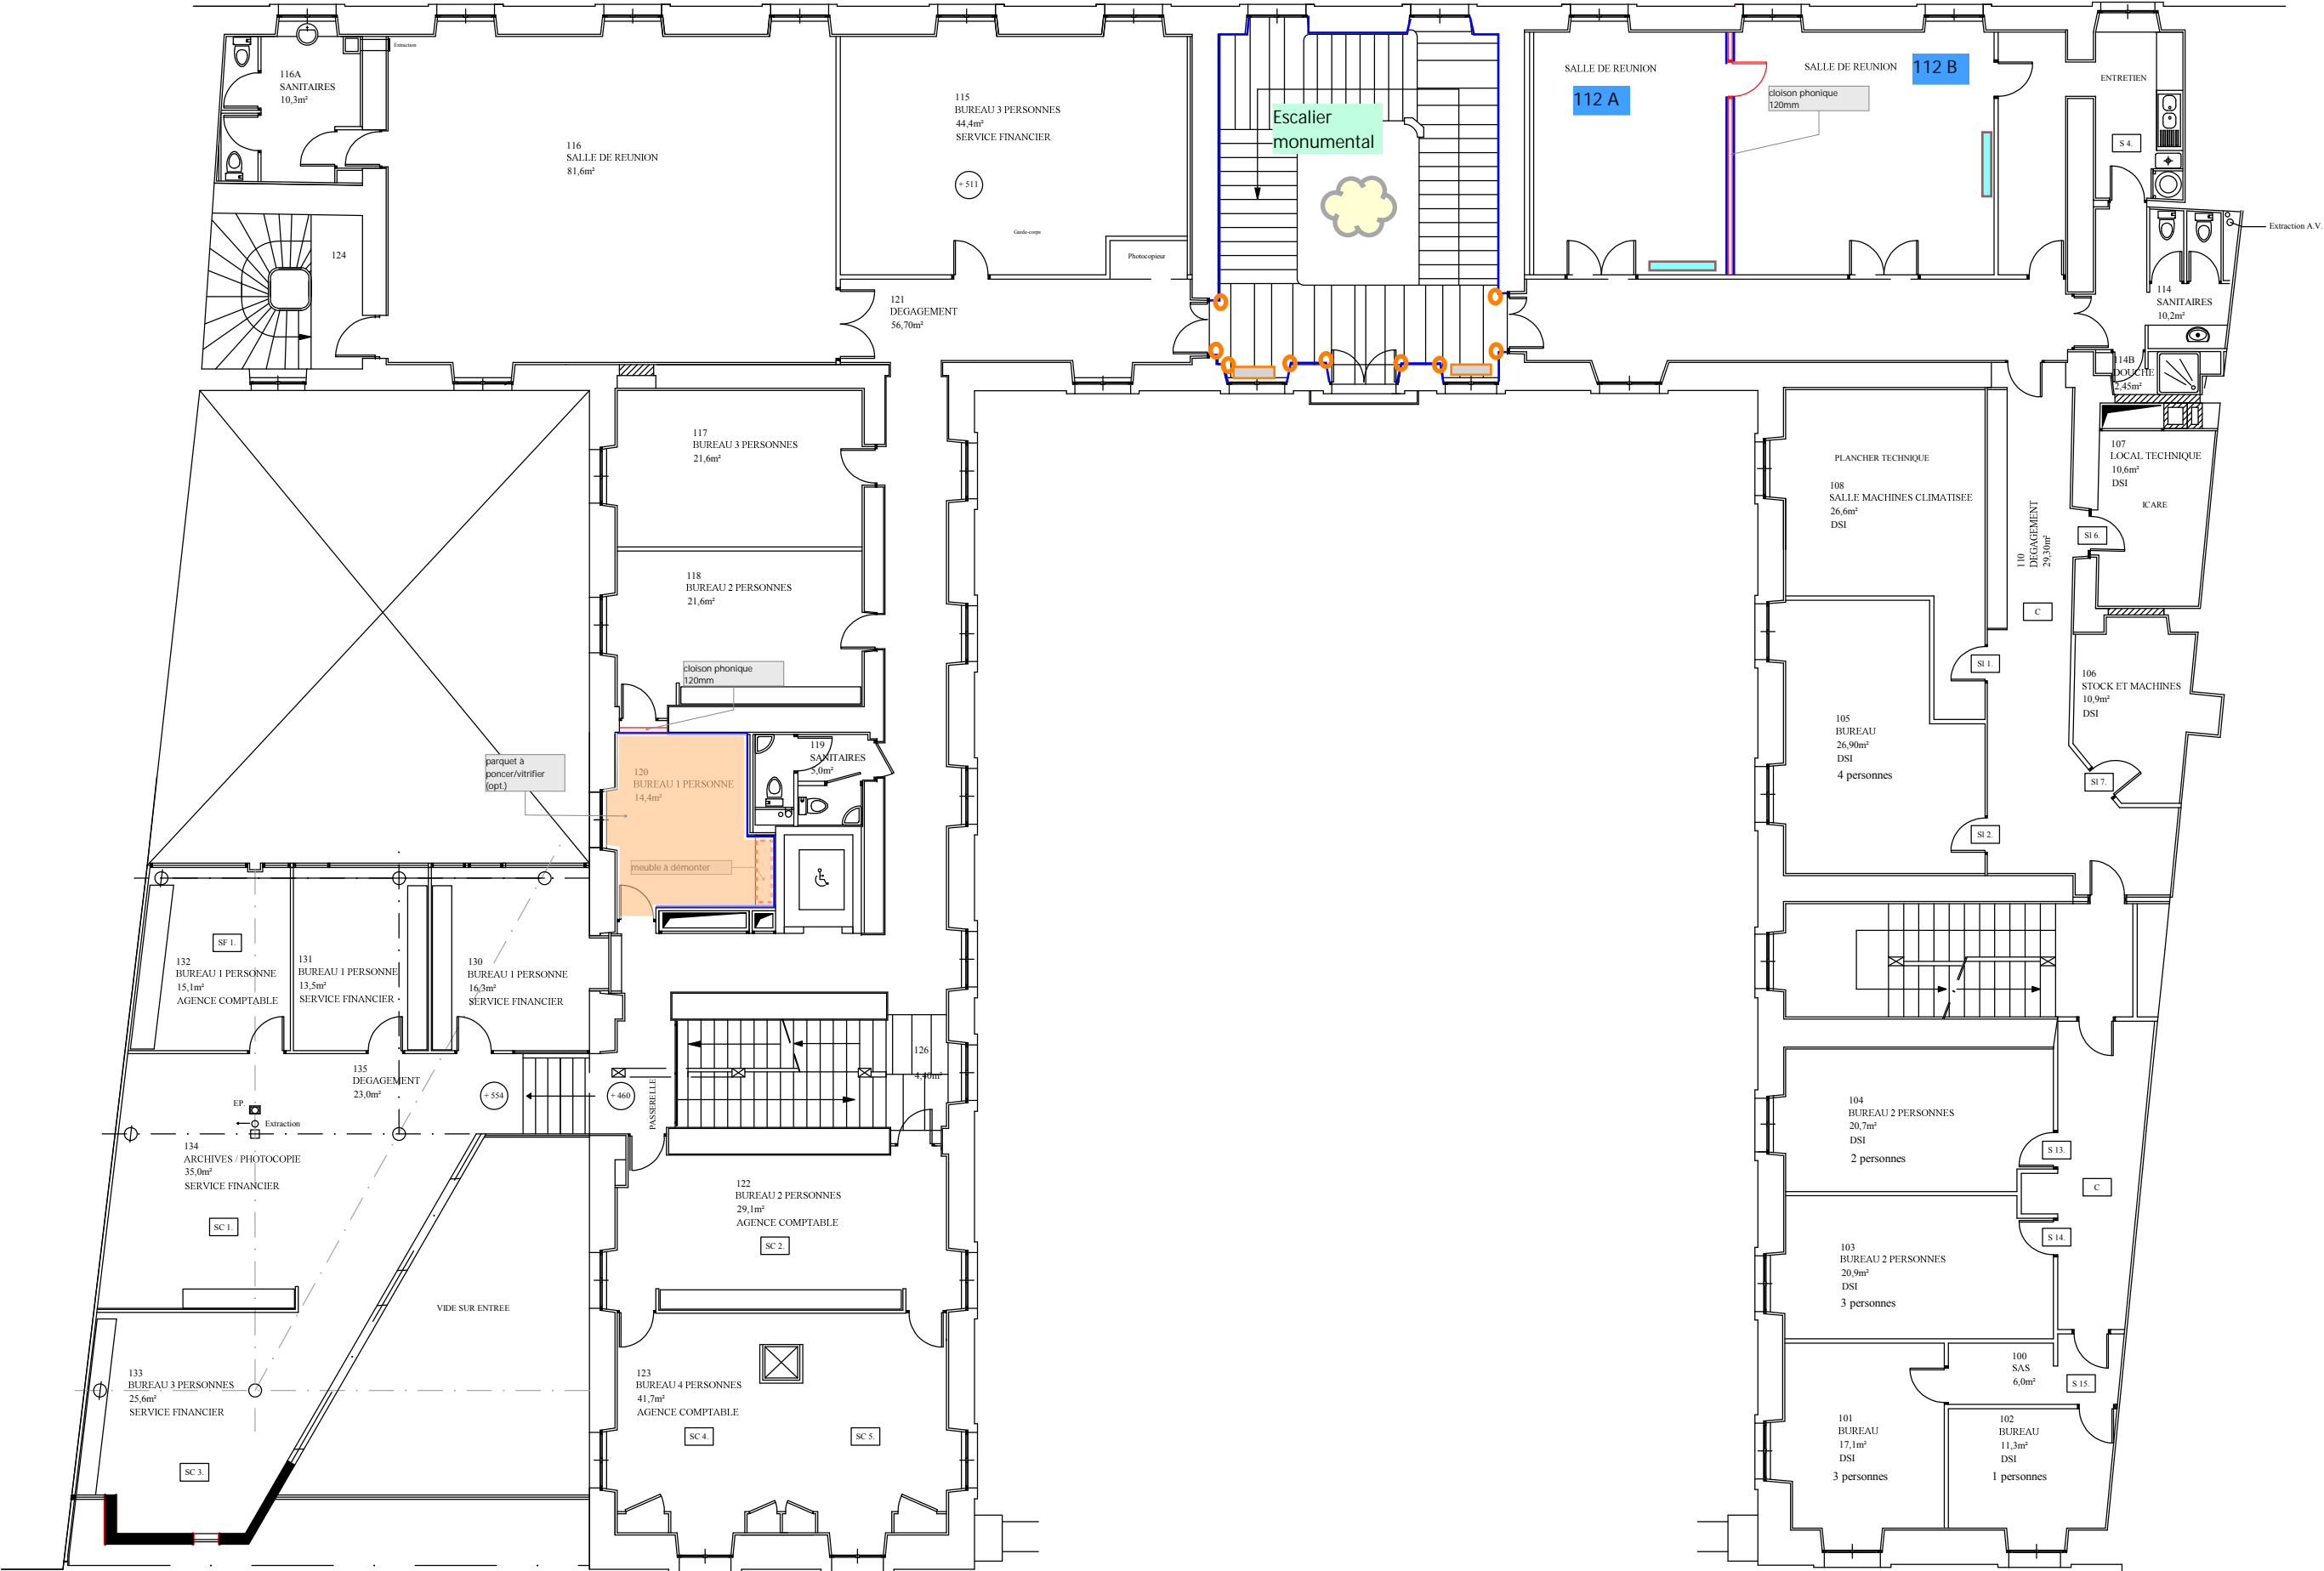 Extraction
116A
SANITAIRES
10,3m²
116
SALLE DE REUNION
81,6m²
115
BUREAU 3 PERSONNES
44,4m²
SERVICE FINANCIER
+ 511
Garde-corps
Photocopieur
Escalier
monumental
SALLE DE REUNION
112 A
SALLE DE REUNION
112 B
cloison phonique
120mm
ENTRETIEN
S 4.
Extraction A.V.
124
121
DEGAGEMENT
56,70m²
114
SANITAIRES
10,2m²
114B
DOUCHE
2,45m²
117
BUREAU 3 PERSONNES
21,6m²
118
BUREAU 2 PERSONNES
21,6m²
cloison phonique
120mm
PLANCHER TECHNIQUE
108
SALLE MACHINES CLIMATISEE
26,6m²
DSI
110
DEGAGEMENT
29,30m²
C
107
LOCAL TECHNIQUE
10,6m²
DSI
ICARE
SI 6.
SI 1.
106
STOCK ET MACHINES
10,9m²
DSI
SI 7.
105
BUREAU
26,90m²
DSI
4 personnes
SI 2.
parquet à
poncer/vitrifier
(opt.)
120
BUREAU 1 PERSONNE
14,4m²
meuble à démonter
119
SANITAIRES
5,0m²
SF 1.
132
BUREAU 1 PERSONNE
15,1m²
AGENCE COMPTABLE
131
BUREAU 1 PERSONNE
13,5m²
SERVICE FINANCIER
130
BUREAU 1 PERSONNE
16,3m²
SERVICE FINANCIER
135
DEGAGEMENT
23,0m²
+ 554
+ 460
PASSERELLE
126
4,40m²
EP
Extraction
134
ARCHIVES / PHOTOCOPIE
35,0m²
SERVICE FINANCIER
SC 1.
122
BUREAU 2 PERSONNES
29,1m²
AGENCE COMPTABLE
SC 2.
104
BUREAU 2 PERSONNES
20,7m²
DSI
2 personnes
S 13.
C
S 14.
103
BUREAU 2 PERSONNES
20,9m²
DSI
3 personnes
VIDE SUR ENTREE
133
BUREAU 3 PERSONNES
25,6m²
SERVICE FINANCIER
SC 3.
123
BUREAU 4 PERSONNES
41,7m²
AGENCE COMPTABLE
SC 4.
SC 5.
100
SAS
6,0m²
S 15.
101
BUREAU
17,1m²
DSI
3 personnes
102
BUREAU
11,3m²
DSI
1 personnes